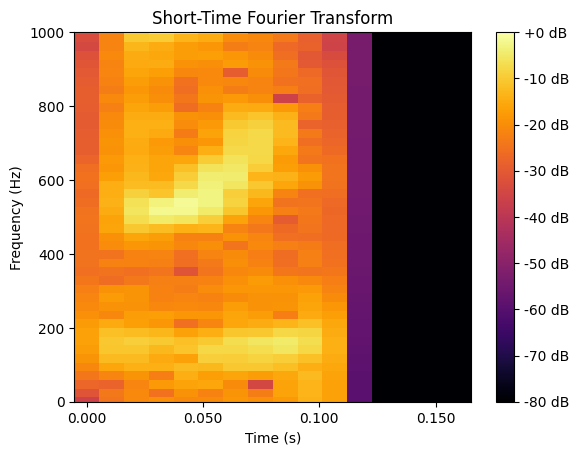 Short-Time Fourier Transform
1000
800
600
400
200
0
Frequency (Hz)
0.000
0.050
0.100
0.150
Time (s)
+0 dB
-10 dB
-20 dB
-30 dB
-40 dB
-50 dB
-60 dB
-70 dB
-80 dB